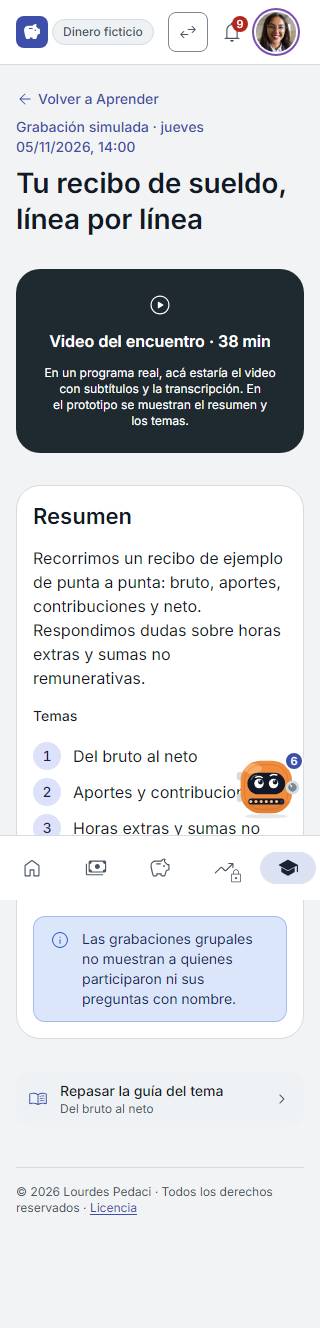 Dinero ficticio
9
Volver a Aprender
Grabación simulada · jueves
05/11/2026, 14:00
Tu recibo de sueldo,
línea por línea
Video del encuentro · 38 min
En un programa real, acá estaría el video
con subtítulos y la transcripción. En
el prototipo se muestran el resumen y
los temas.
Resumen
Recorrimos un recibo de ejemplo
de punta a punta: bruto, aportes,
contribuciones y neto.
Respondimos dudas sobre horas
extras y sumas no
remunerativas.
Temas
1 Del bruto al neto
6
2 Aportes y
3 Horas extras y sumas no
Las grabaciones grupales
no muestran a quienes
participaron ni sus
preguntas con nombre.
Repasar la guía del tema
Del bruto al neto
© 2026 Lourdes Pedaci · Todos los derechos
reservados · Licencia